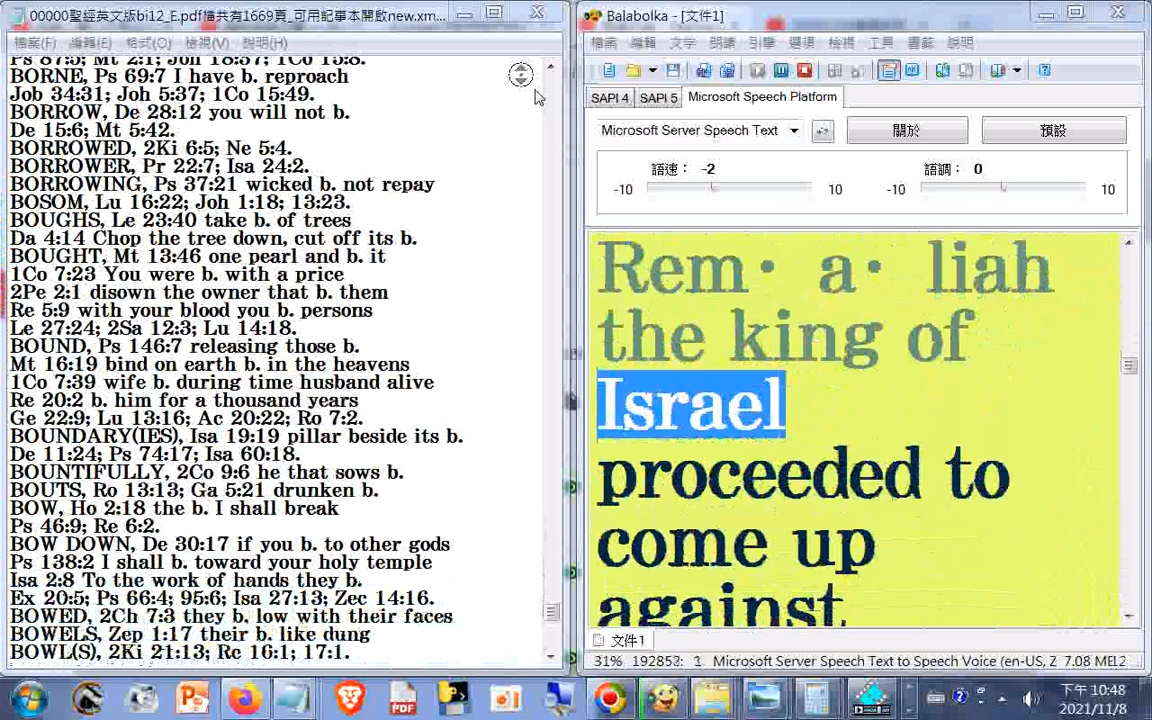 00000聖經英文版bi12_E.pdf檔共有1669頁_可用記事本開啟new.xm...
檔案(F) 編輯(E) 格式(O) 檢視(V) 說明(H)
Ps 87:5; Mt 2:1; Joh 18:37; 1Co 15:8.
BORNE, Ps 69:7 I have b. reproach
Job 34:31; Joh 5:37; 1Co 15:49.
BORROW, De 28:12 you will not b.
De 15:6; Mt 5:42.
BORROWED, 2Ki 6:5; Ne 5:4.
BORROWER, Pr 22:7; Isa 24:2.
BORROWING, Ps 37:21 wicked b. not repay
BOSOM, Lu 16:22; Joh 1:18; 13:23.
BOUGHS, Le 23:40 take b. of trees
Da 4:14 Chop the tree down, cut off its b.
BOUGHT, Mt 13:46 one pearl and b. it
1Co 7:23 You were b. with a price
2Pe 2:1 disown the owner that b. them
Re 5:9 with your blood you b. persons
Le 27:24; 2Sa 12:3; Lu 14:18.
BOUND, Ps 146:7 releasing those b.
Mt 16:19 bind on earth b. in the heavens
1Co 7:39 wife b. during time husband alive
Re 20:2 b. him for a thousand years
Ge 22:9; Lu 13:16; Ac 20:22; Ro 7:2.
BOUNDARY(IES), Isa 19:19 pillar beside its b.
De 11:24; Ps 74:17; Isa 60:18.
BOUNTIFULLY, 2Co 9:6 he that sows b.
BOUTS, Ro 13:13; Ga 5:21 drunken b.
BOW, Ho 2:18 the b. I shall break
Ps 46:9; Re 6:2.
BOW DOWN, De 30:17 if you b. to other gods
Ps 138:2 I shall b. toward your holy temple
Isa 2:8 To the work of hands they b.
Ex 20:5; Ps 66:4; 95:6; Isa 27:13; Zec 14:16.
BOWED, 2Ch 7:3 they b. low with their faces
BOWELS, Zep 1:17 their b. like dung
BOWL(S), 2Ki 21:13; Re 16:1; 17:1.
Balabolka - [文件1]
檔案 編輯 文字 朗讀 引擎 選項 檢視 工具 書籤 說明
SAPI 4 SAPI 5 Microsoft Speech Platform
Microsoft Server Speech Text 關於 預設
語速： -2 語調： 0
-10 10 -10 10
Rem· a· liah
the king of
Israel
proceeded to
come up
against
文件1
31% 192852: 1 Microsoft Server Speech Text to Speech Voice (en-US, Z 7.08 ME12
PDF
下午 10:48
2021/11/8